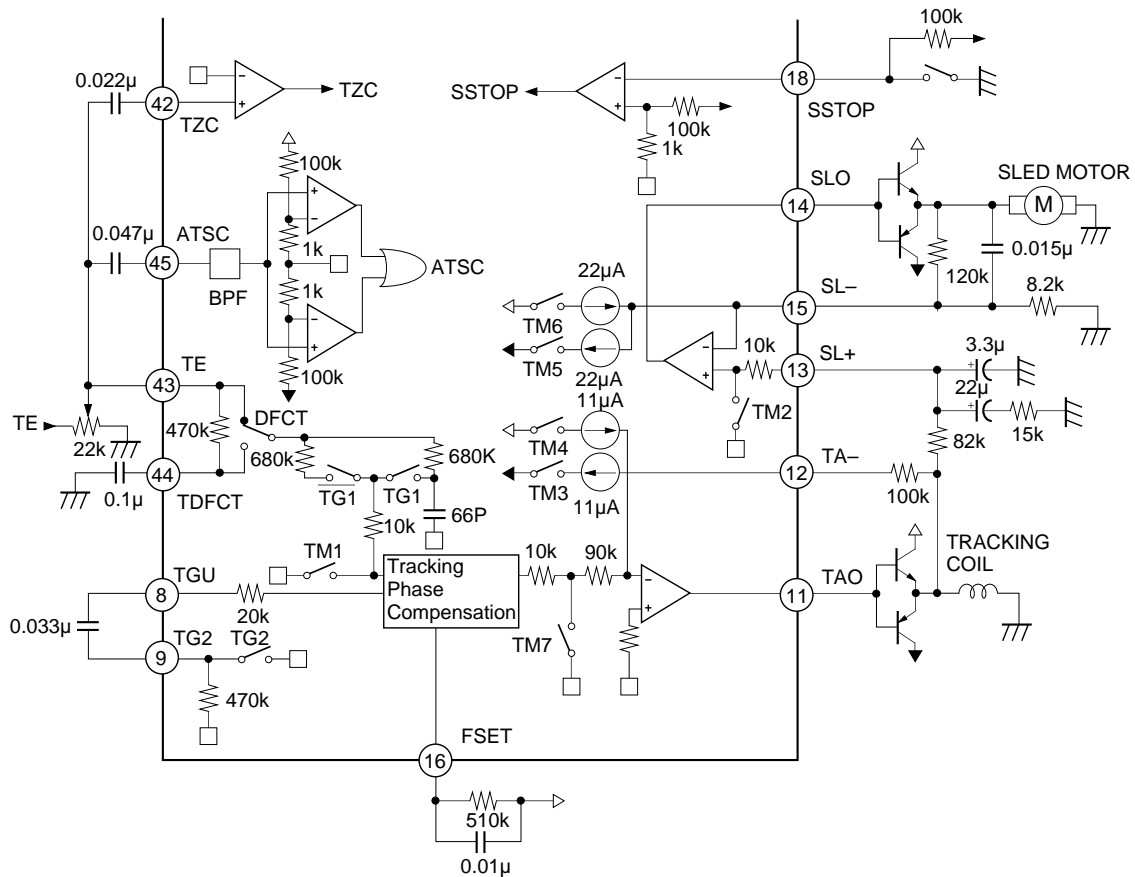 100k
0.022µ
42
TZC
−
+
TZC
SSTOP
−
+
100k
1k
18
SSTOP
100k
+
−
1k
SLO
14
SLED MOTOR
M
0.015µ
120k
8.2k
0.047µ
ATSC
45
BPF
1k
−
+
100k
ATSC
22µA
TM6
TM5
22µA
15
SL–
−
+
10k
13
SL+
TM2
3.3µ
+
22µ
+
15k
82k
TE
43
TE
22k
470k
DFCT
680k
680K
44
TDFCT
0.1µ
TG1
TG1
66P
11µA
TM4
TM3
11µA
12
TA–
100k
10k
TM1
Tracking
Phase
Compensation
10k
90k
−
+
TM7
11
TAO
TRACKING
COIL
TGU
8
20k
0.033µ
TG2
9
TG2
470k
FSET
16
510k
0.01µ